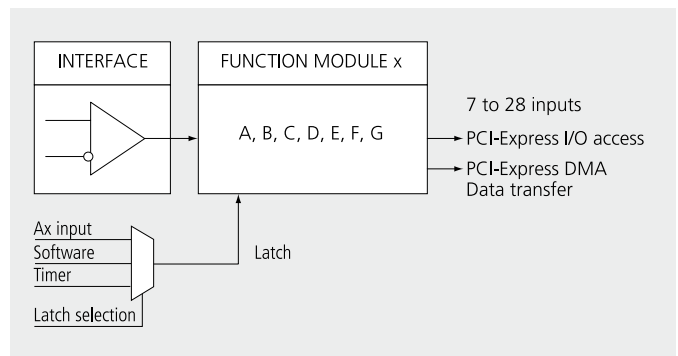 INTERFACE
FUNCTION MODULE x
A, B, C, D, E, F, G
7 to 28 inputs
PCI-Express I/O access
PCI-Express DMA
Data transfer
Ax input
Software
Timer
Latch selection
Latch